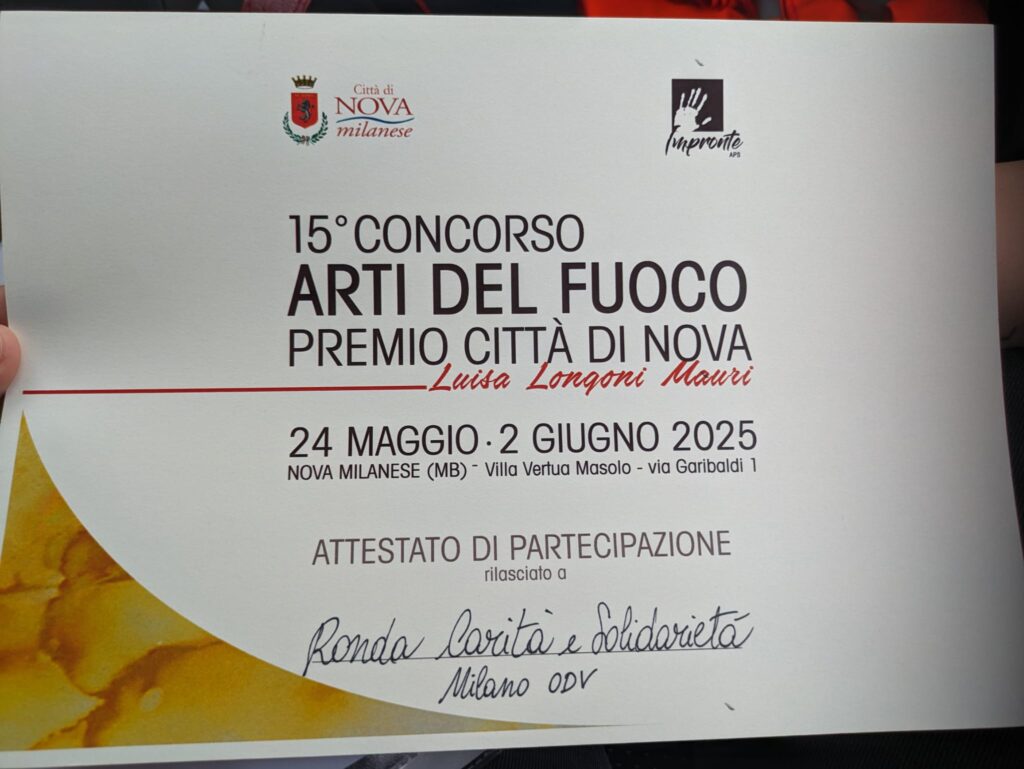 Città di
NOVA
milanese
Impronte
APS
15° CONCORSO
ARTI DEL FUOCO
PREMIO CITTÀ DI NOVA
Luisa Longoni Mauri
24 MAGGIO · 2 GIUGNO 2025
NOVA MILANESE (MB) - Villa Vertua Masolo - via Garibaldi 1
ATTESTATO DI PARTECIPAZIONE
rilasciato a
Ronda Carità e Solidarietà
Milano ODV